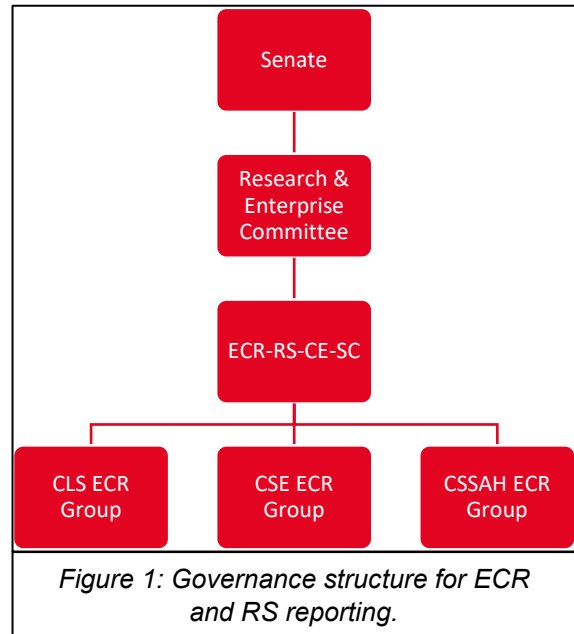 Senate
Research &
Enterprise
Committee
ECR-RS-CE-SC
CLS ECR
Group
CSE ECR
Group
CSSAH ECR
Group
Figure 1: Governance structure for ECR
and RS reporting.